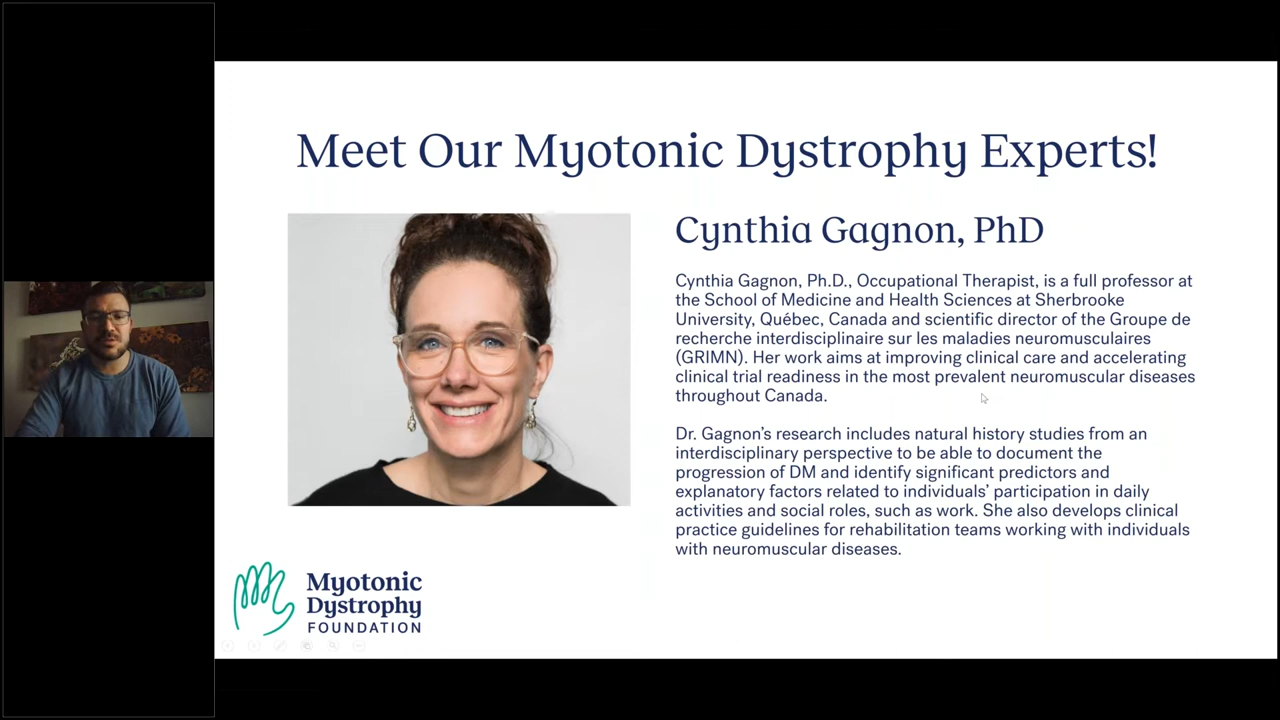 Meet Our Myotonic Dystrophy Experts!
Cynthia Gagnon, PhD
Cynthia Gagnon, Ph.D., Occupational Therapist, is a full professor at
the School of Medicine and Health Sciences at Sherbrooke
University, Québec, Canada and scientific director of the Groupe de
recherche interdisciplinaire sur les maladies neuromusculaires
(GRIMN). Her work aims at improving clinical care and accelerating
clinical trial readiness in the most prevalent neuromuscular diseases
throughout Canada.
Dr. Gagnon's research includes natural history studies from an
interdisciplinary perspective to be able to document the
progression of DM and identify significant predictors and
explanatory factors related to individuals' participation in daily
activities and social roles, such as work. She also develops clinical
practice guidelines for rehabilitation teams working with individuals
with neuromuscular diseases.
Myotonic
Dystrophy
FOUNDATION